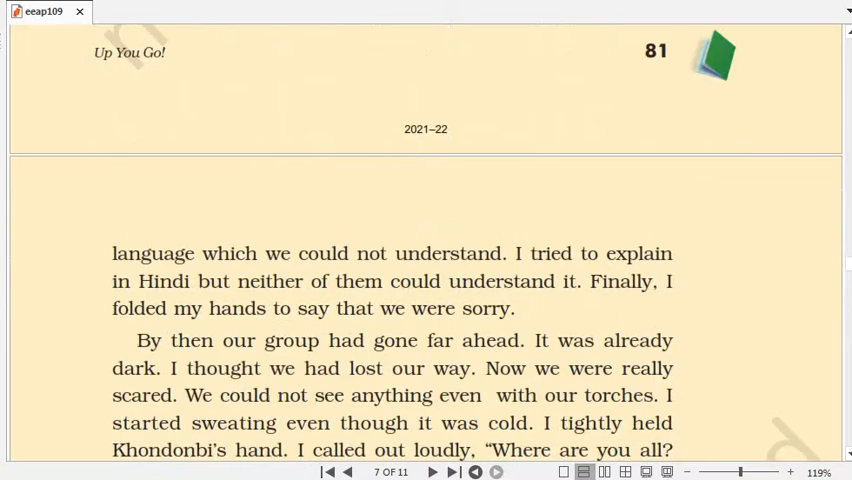 eeap109
Up You Go!
81
2021–22
language which we could not understand. I tried to explain
in Hindi but neither of them could understand it. Finally, I
folded my hands to say that we were sorry.
By then our group had gone far ahead. It was already
dark. I thought we had lost our way. Now we were really
scared. We could not see anything even with our torches. I
started sweating even though it was cold. I tightly held
Khondonbi's hand. I called out loudly, “Where are you all?
7 OF 11
119%